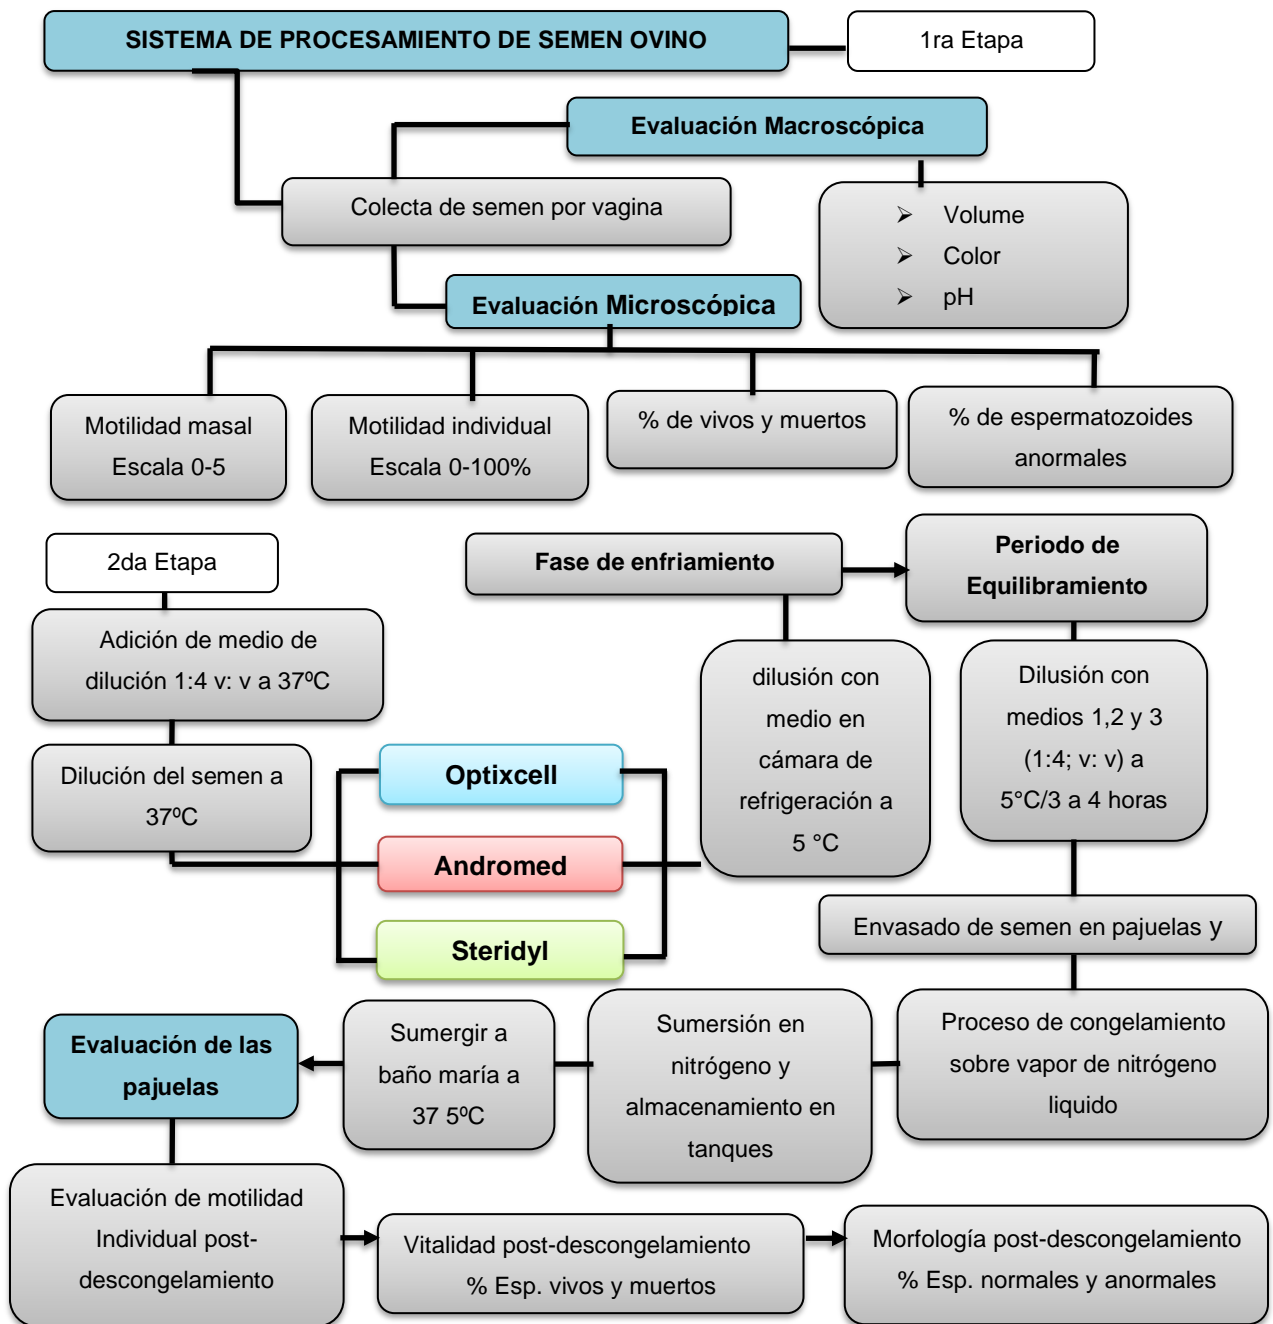 SISTEMA DE PROCESAMIENTO DE SEMEN OVINO
1ra Etapa
Evaluación Macroscópica
Colecta de semen por vagina
➢ Volume
➢ Color
➢ pH
Evaluación Microscópica
Motilidad masal
Escala 0-5
Motilidad individual
Escala 0-100%
% de vivos y muertos
% de espermatozoides
anormales
2da Etapa
Adición de medio de
dilución 1:4 v: v a 37ºC
Dilución del semen a
37ºC
Optixcell
Andromed
Steridyl
Fase de enfriamiento
dilusión con
medio en
cámara de
refrigeración a
5 °C
Periodo de
Equilibramiento
Dilusión con
medios 1,2 y 3
(1:4; v: v) a
5°C/3 a 4 horas
Envasado de semen en pajuelas y
Proceso de congelamiento
sobre vapor de nitrógeno
liquido
Sumersión en
nitrógeno y
almacenamiento en
tanques
Sumergir a
baño maría a
37 5ºC
Evaluación de las
pajuelas
Evaluación de motilidad
Individual post-
descongelamiento
Vitalidad post-descongelamiento
% Esp. vivos y muertos
Morfología post-descongelamiento
% Esp. normales y anormales